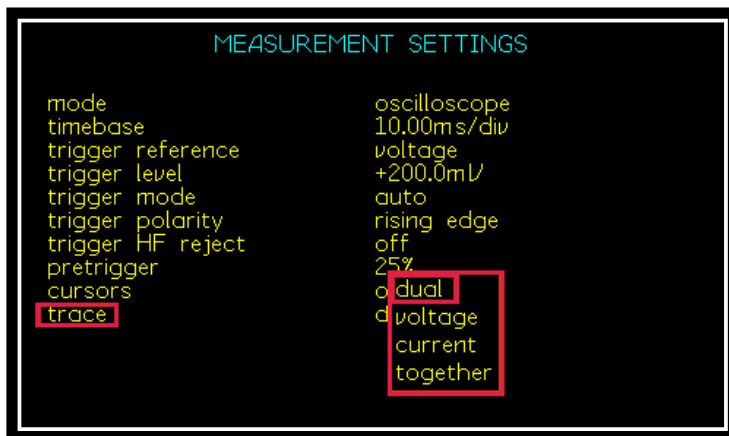 MEASUREMENT SETTINGS
mode oscilloscope
timebase 10.00ms/div
trigger reference voltage
trigger level +200.0mV
trigger mode auto
trigger polarity rising edge
trigger HF reject off
pretrigger 25%
cursors o
dual
trace d
voltage
current
together